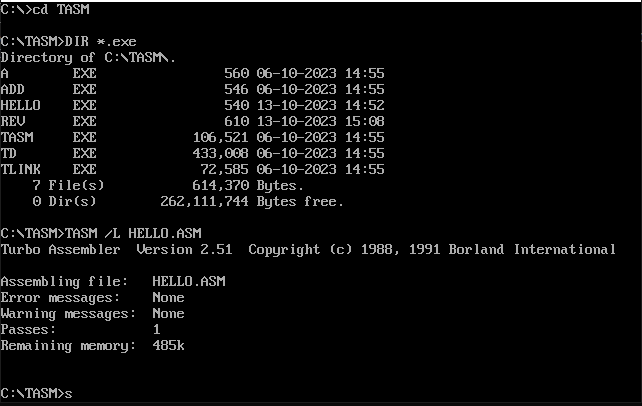 C:\>cd TASM
C:\TASM>DIR *.exe
Directory of C:\TASM\.
A        EXE                560 06-10-2023 14:55
ADD      EXE                546 06-10-2023 14:55
HELLO    EXE                540 13-10-2023 14:52
REV      EXE                610 13-10-2023 15:08
TASM     EXE            106,521 06-10-2023 14:55
TD       EXE            433,008 06-10-2023 14:55
TLINK    EXE             72,585 06-10-2023 14:55
    7 File(s)           614,370 Bytes.
    0 Dir(s)        262,111,744 Bytes free.
C:\TASM>TASM /L HELLO.ASM
Turbo Assembler  Version 2.51  Copyright (c) 1988, 1991 Borland International
Assembling file:   HELLO.ASM
Error messages:    None
Warning messages:  None
Passes:            1
Remaining memory:  485k
C:\TASM>s